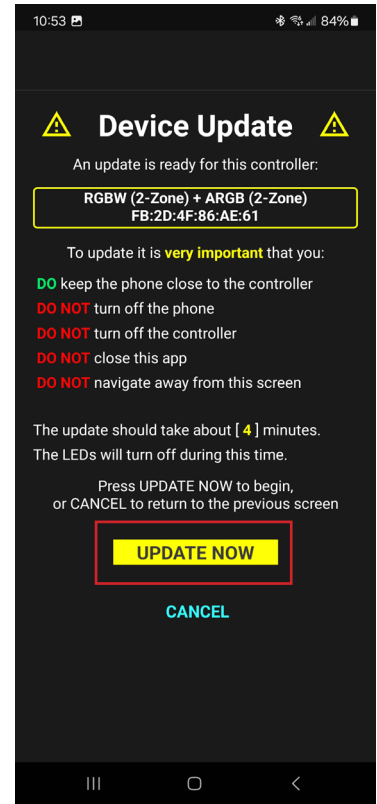 10:53 84%
Device Update
An update is ready for this controller:
RGBW (2-Zone) + ARGB (2-Zone)
FB:2D:4F:86:AE:61
To update it is very important that you:
DO keep the phone close to the controller
DO NOT turn off the phone
DO NOT turn off the controller
DO NOT close this app
DO NOT navigate away from this screen
The update should take about [ 4 ] minutes.
The LEDs will turn off during this time.
Press UPDATE NOW to begin,
or CANCEL to return to the previous screen
UPDATE NOW
CANCEL